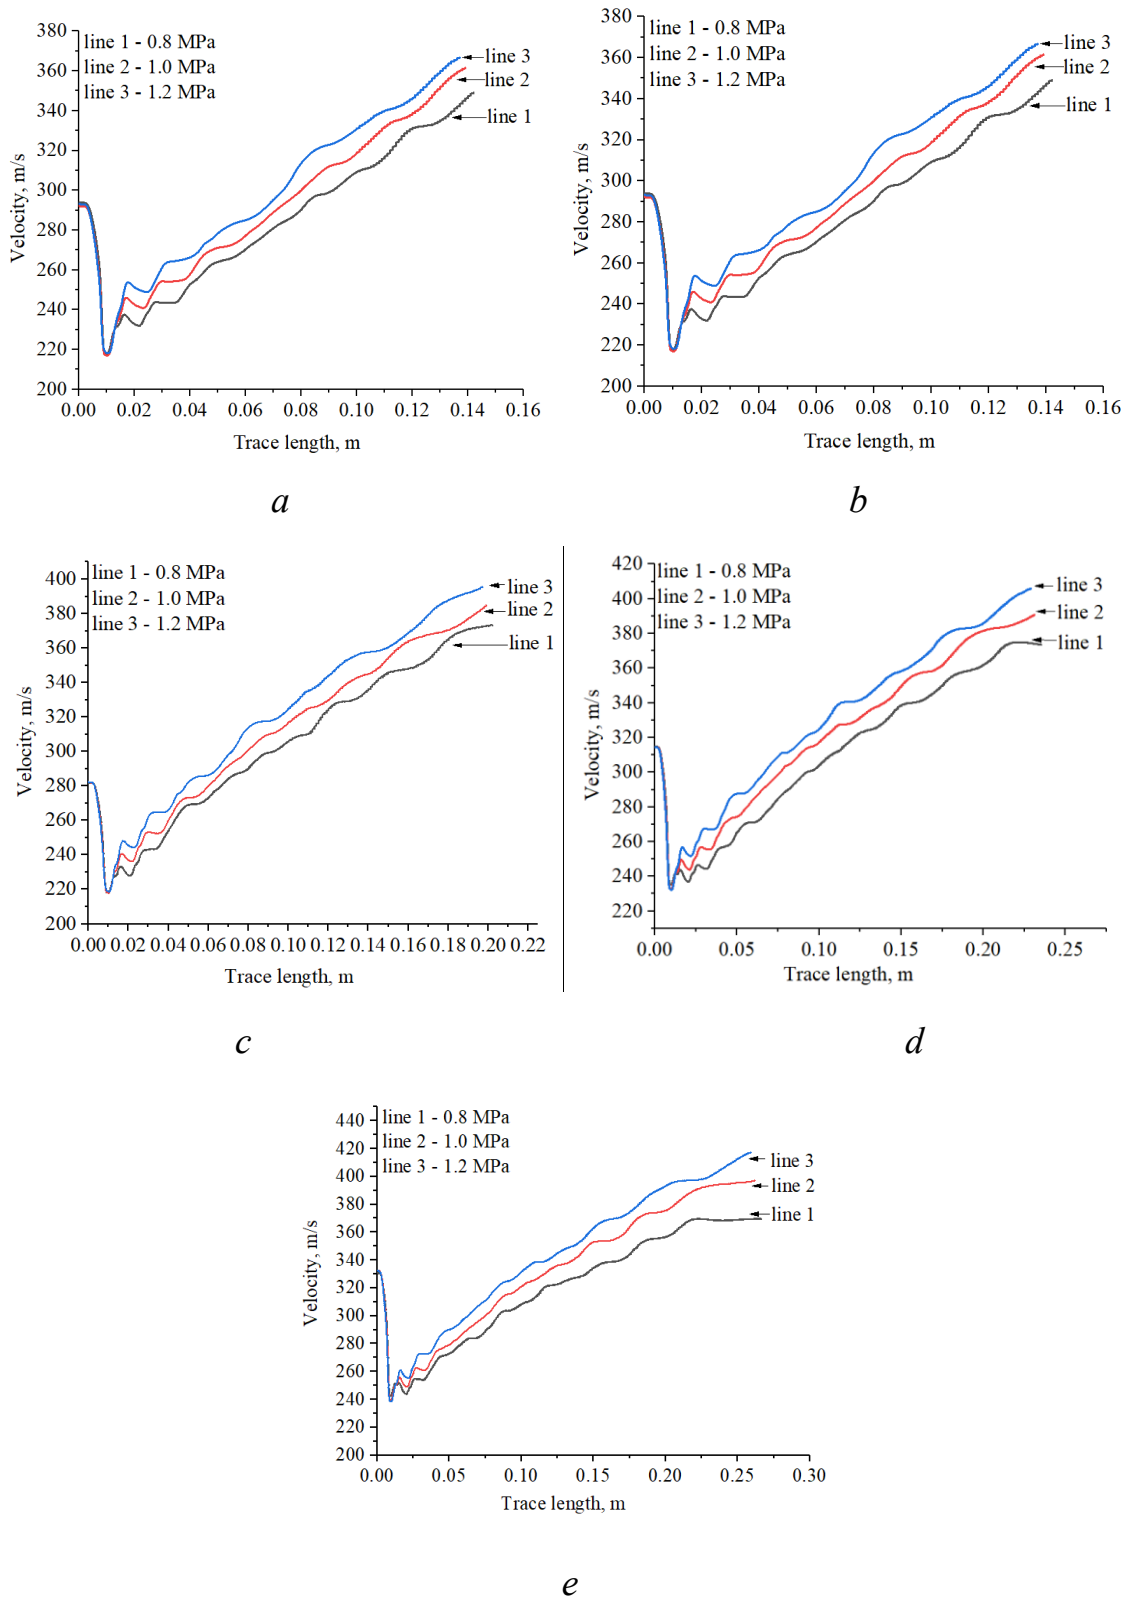 380
360
340
320
300
280
260
240
220
200
Velocity, m/s
line 1 - 0.8 MPa
line 2 - 1.0 MPa
line 3 - 1.2 MPa
line 3
line 2
line 1
0.00 0.02 0.04 0.06 0.08 0.10 0.12 0.14 0.16
Trace length, m
a
380
360
340
320
300
280
260
240
220
200
Velocity, m/s
line 1 - 0.8 MPa
line 2 - 1.0 MPa
line 3 - 1.2 MPa
line 3
line 2
line 1
0.00 0.02 0.04 0.06 0.08 0.10 0.12 0.14 0.16
Trace length, m
b
400
380
360
340
320
300
280
260
240
220
200
Velocity, m/s
line 1 - 0.8 MPa
line 2 - 1.0 MPa
line 3 - 1.2 MPa
line 3
line 2
line 1
0.00 0.02 0.04 0.06 0.08 0.10 0.12 0.14 0.16 0.18 0.20 0.22
Trace length, m
c
420
400
380
360
340
320
300
280
260
240
220
Velocity, m/s
line 1 - 0.8 MPa
line 2 - 1.0 MPa
line 3 - 1.2 MPa
line 3
line 2
line 1
0.00 0.05 0.10 0.15 0.20 0.25
Trace length, m
d
440
420
400
380
360
340
320
300
280
260
240
220
200
Velocity, m/s
line 1 - 0.8 MPa
line 2 - 1.0 MPa
line 3 - 1.2 MPa
line 3
line 2
line 1
0.00 0.05 0.10 0.15 0.20 0.25 0.30
Trace length, m
e